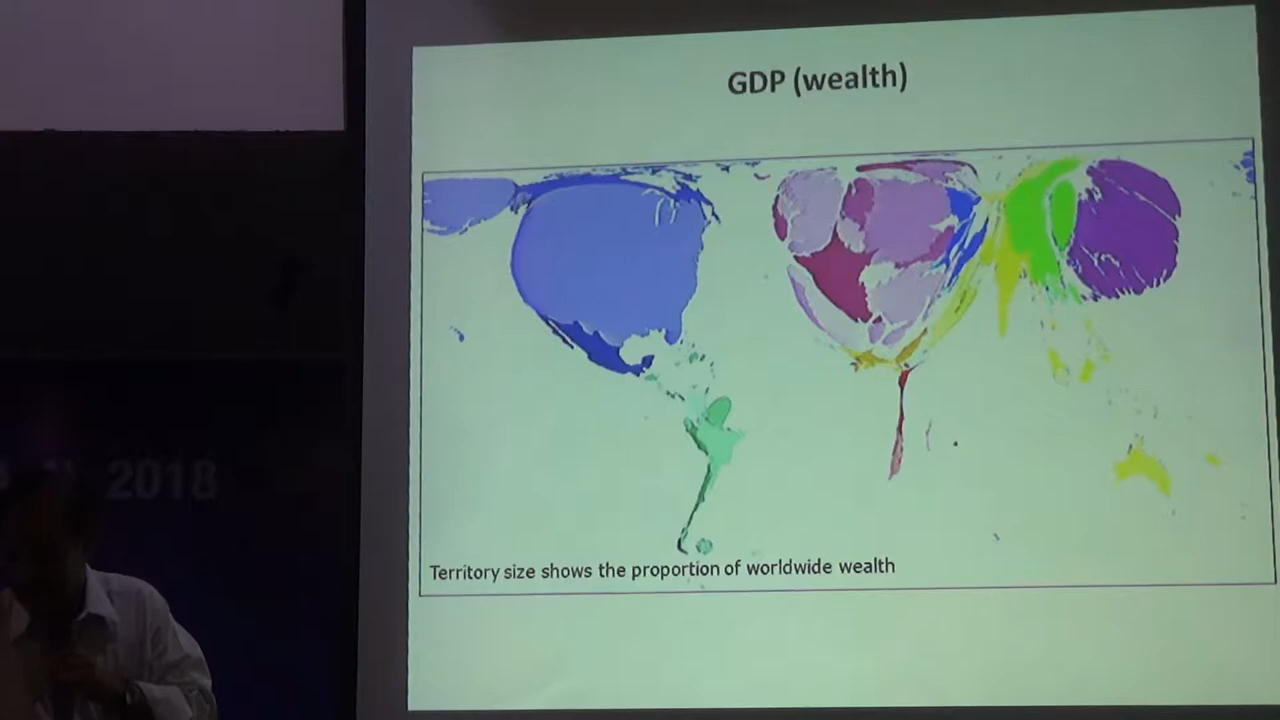 GDP (wealth)
2018
Territory size shows the proportion of worldwide wealth